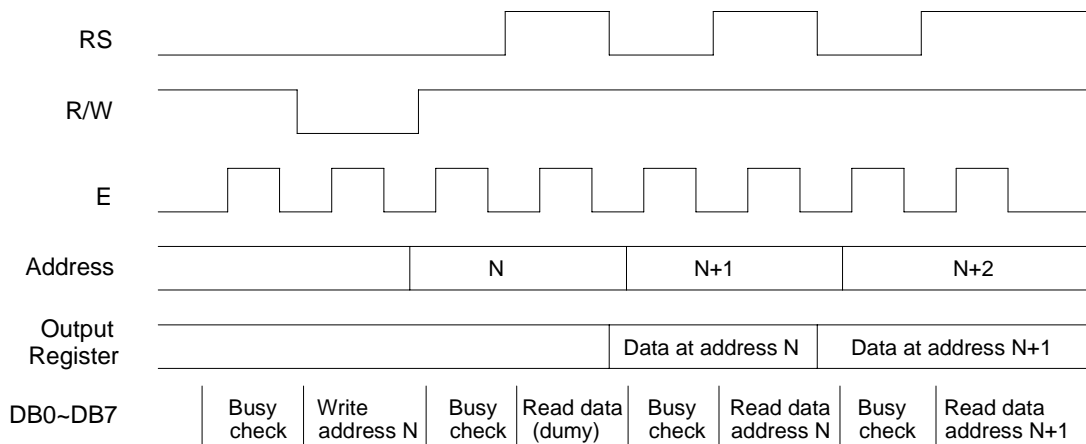 RS
R/W
E
Address N N+1 N+2
Output
Register
Data at address N Data at address N+1
DB0~DB7
Busy
check
Write
address N
Busy
check
Read data
(dumy)
Busy
check
Read data
address N
Busy
check
Read data
address N+1